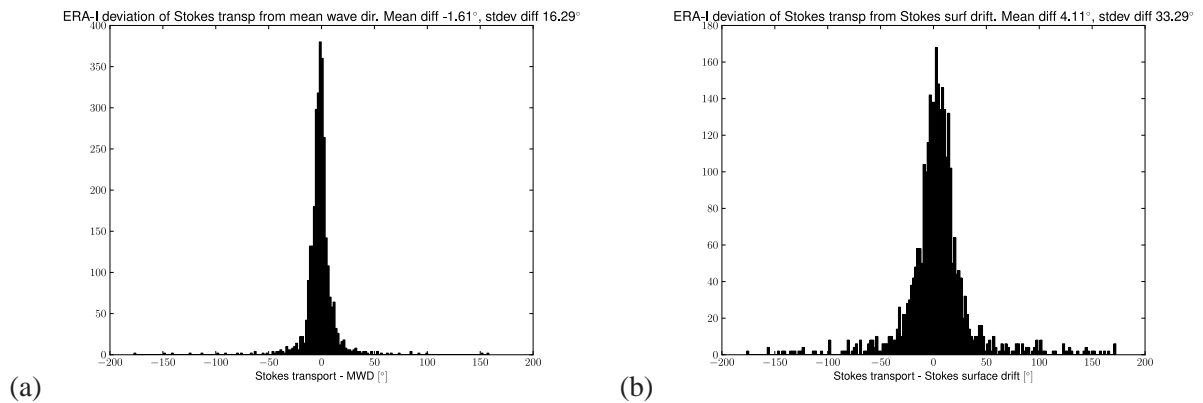 ERA-I deviation of Stokes transp from mean wave dir. Mean diff -1.61°, stdev diff 16.29°
400
350
300
250
200
150
100
50
0
−200 −150 −100 −50 0 50 100 150 200
Stokes transport - MWD [°]
(a)
ERA-I deviation of Stokes transp from Stokes surf drift. Mean diff 4.11°, stdev diff 33.29°
180
160
140
120
100
80
60
40
20
0
−200 −150 −100 −50 0 50 100 150 200
Stokes transport - Stokes surface drift [°]
(b)